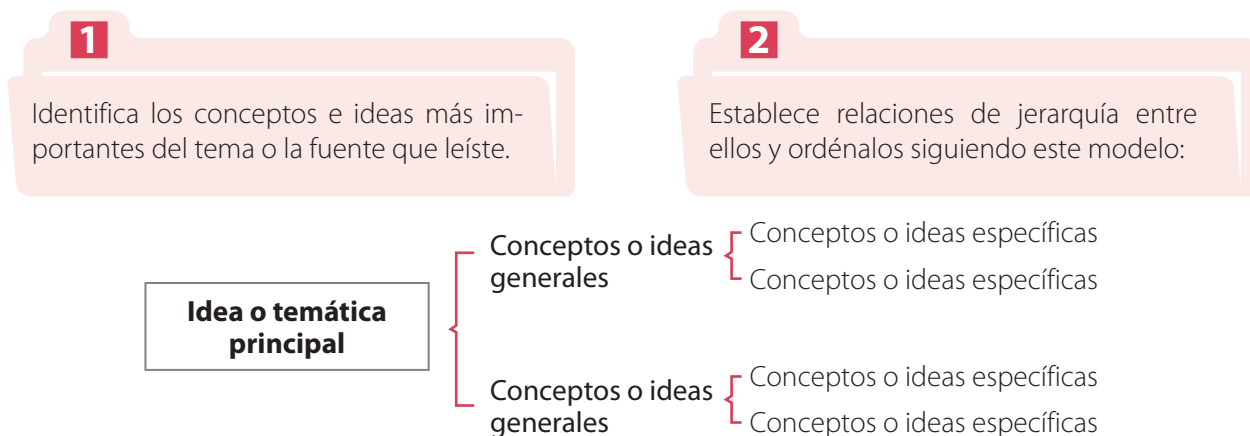 1
Identifica los conceptos e ideas más im-
portantes del tema o la fuente que leíste.
2
Establece relaciones de jerarquía entre
ellos y ordénalos siguiendo este modelo:
Idea o temática
principal
Conceptos o ideas
generales
Conceptos o ideas específicas
Conceptos o ideas específicas
Conceptos o ideas
generales
Conceptos o ideas específicas
Conceptos o ideas específicas